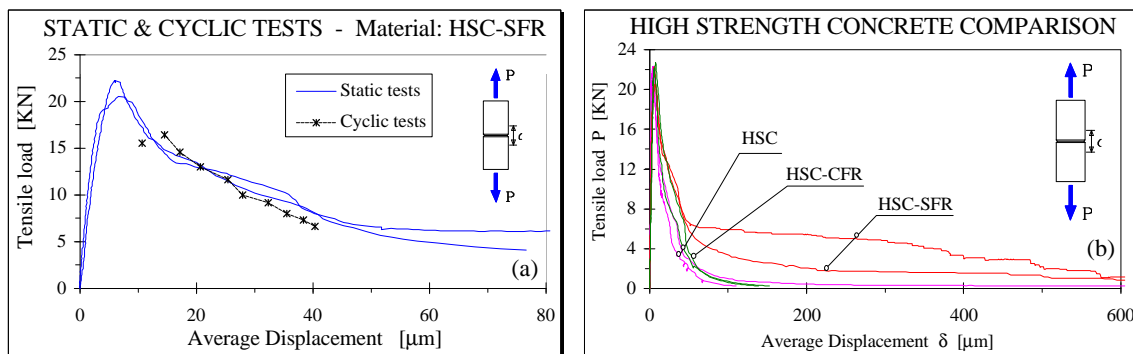 STATIC & CYCLIC TESTS - Material: HSC-SFR
25
20
15
10
5
0
Tensile load [KN]
Static tests
Cyclic tests
P
d
P
(a)
0 20 40 60 80
Average Displacement [μm]
HIGH STRENGTH CONCRETE COMPARISON
24
20
16
12
8
4
0
Tensile load P [KN]
HSC
HSC-CFR
HSC-SFR
P
d
P
(b)
0 200 400 600
Average Displacement δ [μm]